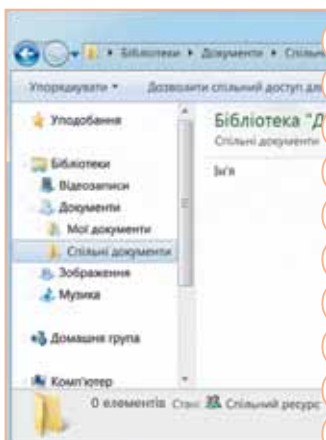 Бібліотеки ▸ Документи ▸ Спільн
Упорядкувати Дозволити спільний доступ для
Уподобання
Бібліотека "Д
Спільні документи
Ім'я
Бібліотеки
Відеозаписи
Документи
Мої документи
Спільні документи
Зображення
Музика
Домашня група
Комп'ютер
0 елементів Стан: Спільний ресурс